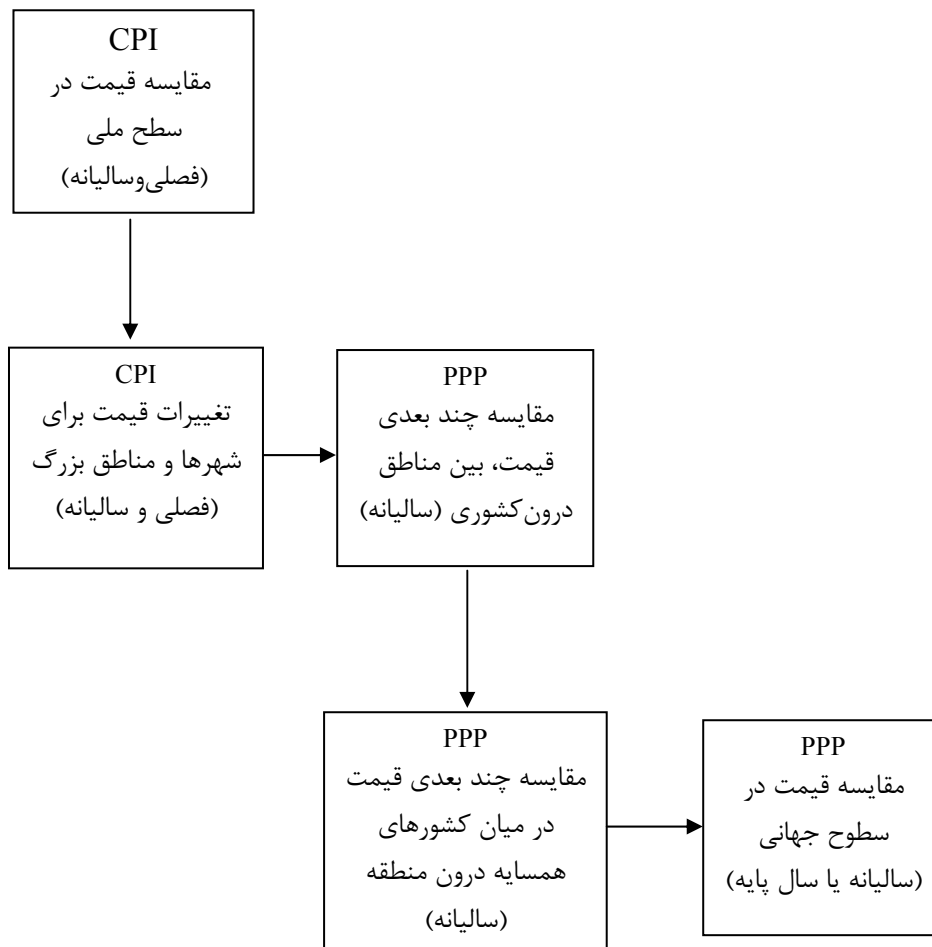 CPI
مقایسه قیمت در
سطح ملی
(فصلی‌وسالیانه)
CPI
تغییرات قیمت برای
شهرها و مناطق بزرگ
(فصلی و سالیانه)
PPP
مقایسه چند بعدی
قیمت، بین مناطق
درون‌کشوری (سالیانه)
PPP
مقایسه چند بعدی قیمت
در میان کشورهای
همسایه درون منطقه
(سالیانه)
PPP
مقایسه قیمت در
سطوح جهانی
(سالیانه یا سال پایه)